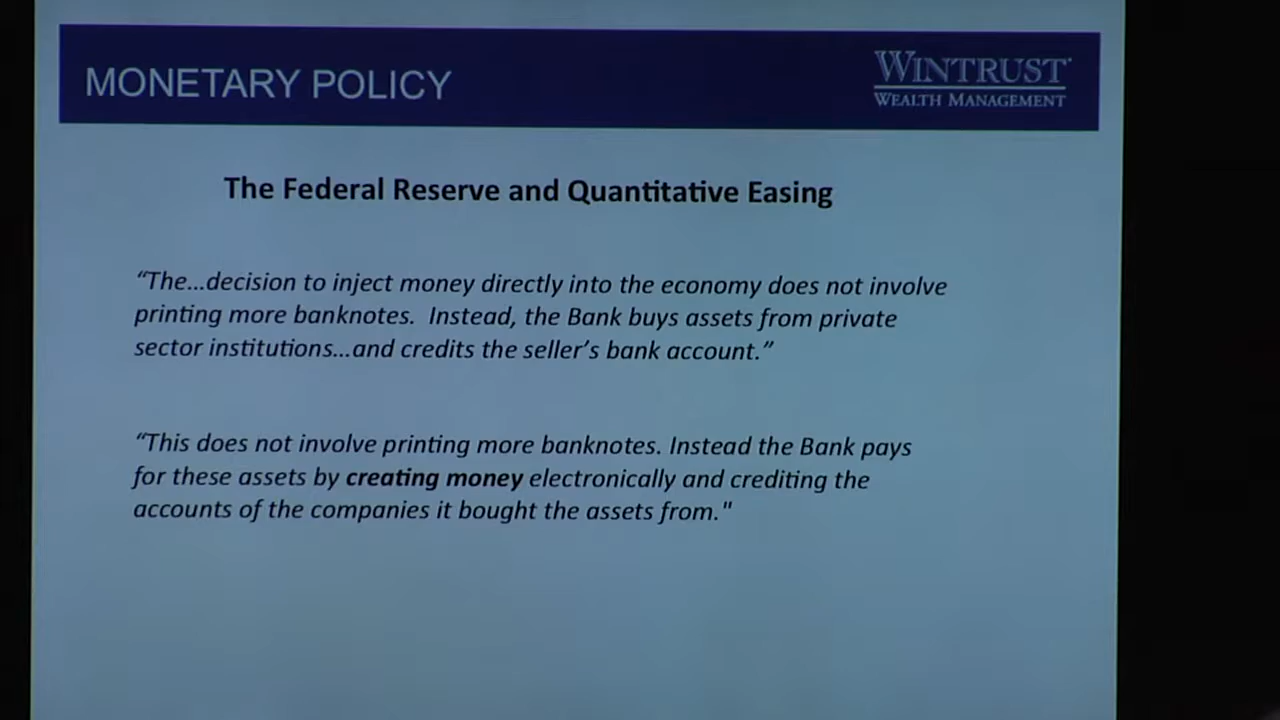 MONETARY POLICY
WINTRUST
WEALTH MANAGEMENT
The Federal Reserve and Quantitative Easing
“The…decision to inject money directly into the economy does not involve
printing more banknotes.  Instead, the Bank buys assets from private
sector institutions…and credits the seller’s bank account.”
“This does not involve printing more banknotes. Instead the Bank pays
for these assets by creating money electronically and crediting the
accounts of the companies it bought the assets from."